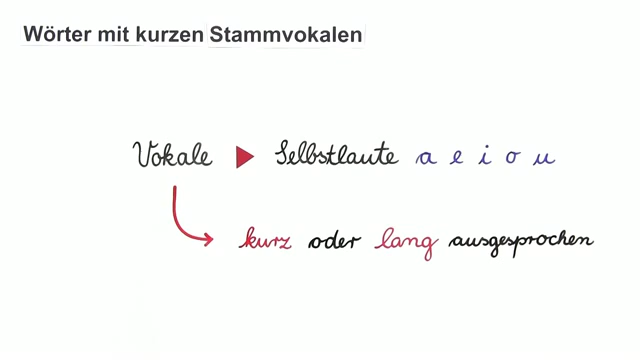 Wörter mit kurzen Stammvokalen
Vokale Selbstlaute a e i o u
kurz oder lang ausgesprochen